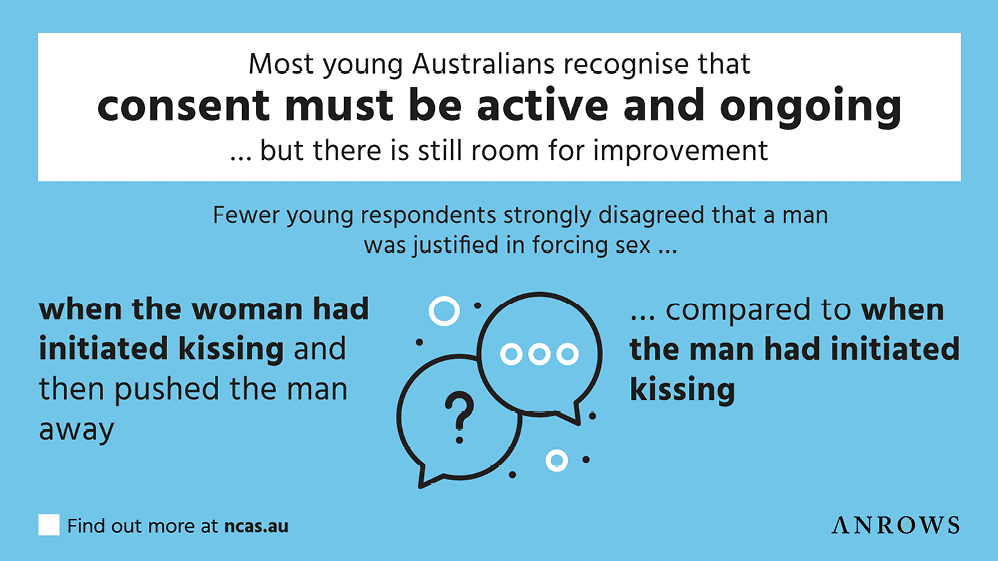 Most young Australians recognise that
consent must be active and ongoing
... but there is still room for improvement
Fewer young respondents strongly disagreed that a man
was justified in forcing sex ...
when the woman had
initiated kissing and
then pushed the man
away
?
... compared to when
the man had initiated
kissing
Find out more at ncas.au
ANROWS